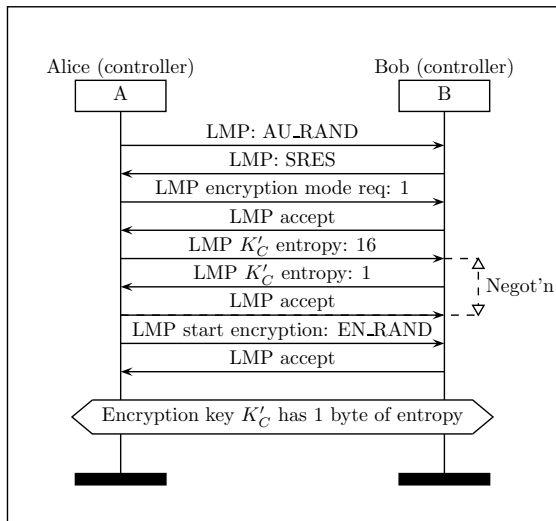 Alice (controller) Bob (controller)
A B
LMP: AU_RAND
LMP: SRES
LMP encryption mode req: 1
LMP accept
LMP K′C entropy: 16
LMP K′C entropy: 1
Negot'n
LMP accept
LMP start encryption: EN_RAND
LMP accept
Encryption key K′C has 1 byte of entropy